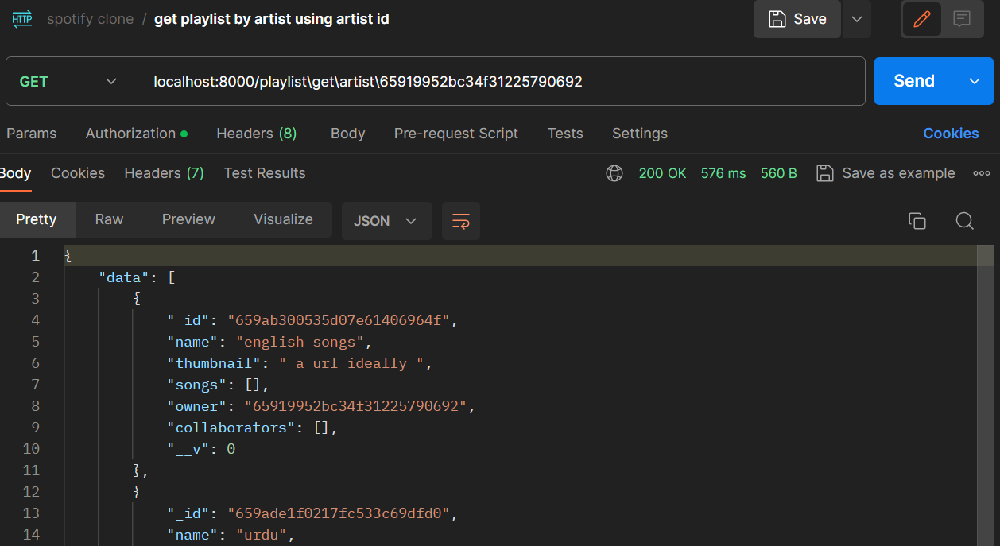 HTTP spotify clone / get playlist by artist using artist id Save
GET localhost:8000/playlist\get\artist\65919952bc34f31225790692 Send
Params Authorization Headers (8) Body Pre-request Script Tests Settings Cookies
Body Cookies Headers (7) Test Results 200 OK 576 ms 560 B Save as example
Pretty Raw Preview Visualize JSON
1 {
2 "data": [
3 {
4 "_id": "659ab300535d07e61406964f",
5 "name": "english songs",
6 "thumbnail": " a url ideally ",
7 "songs": [],
8 "owner": "65919952bc34f31225790692",
9 "collaborators": [],
10 "__v": 0
11 },
12 {
13 "_id": "659ade1f0217fc533c69dfd0",
14 "name": "urdu",